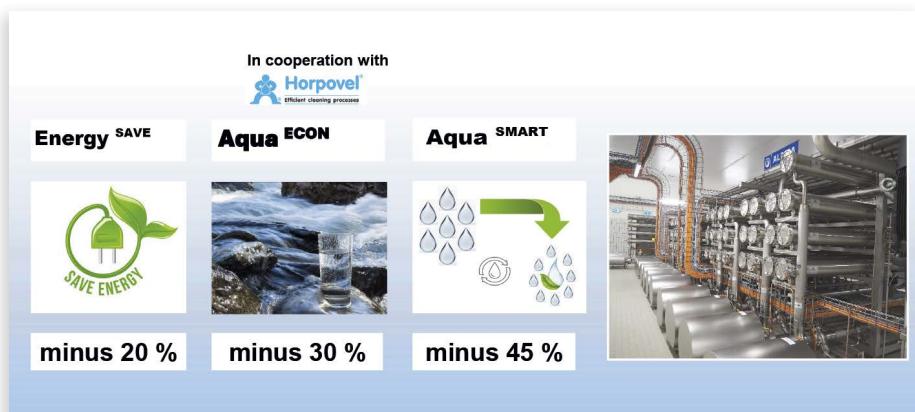 In cooperation with
Horpovel®
Efficient cleaning processes
Energy SAVE
Aqua ECON
Aqua SMART
SAVE ENERGY
minus 20 %
minus 30 %
minus 45 %